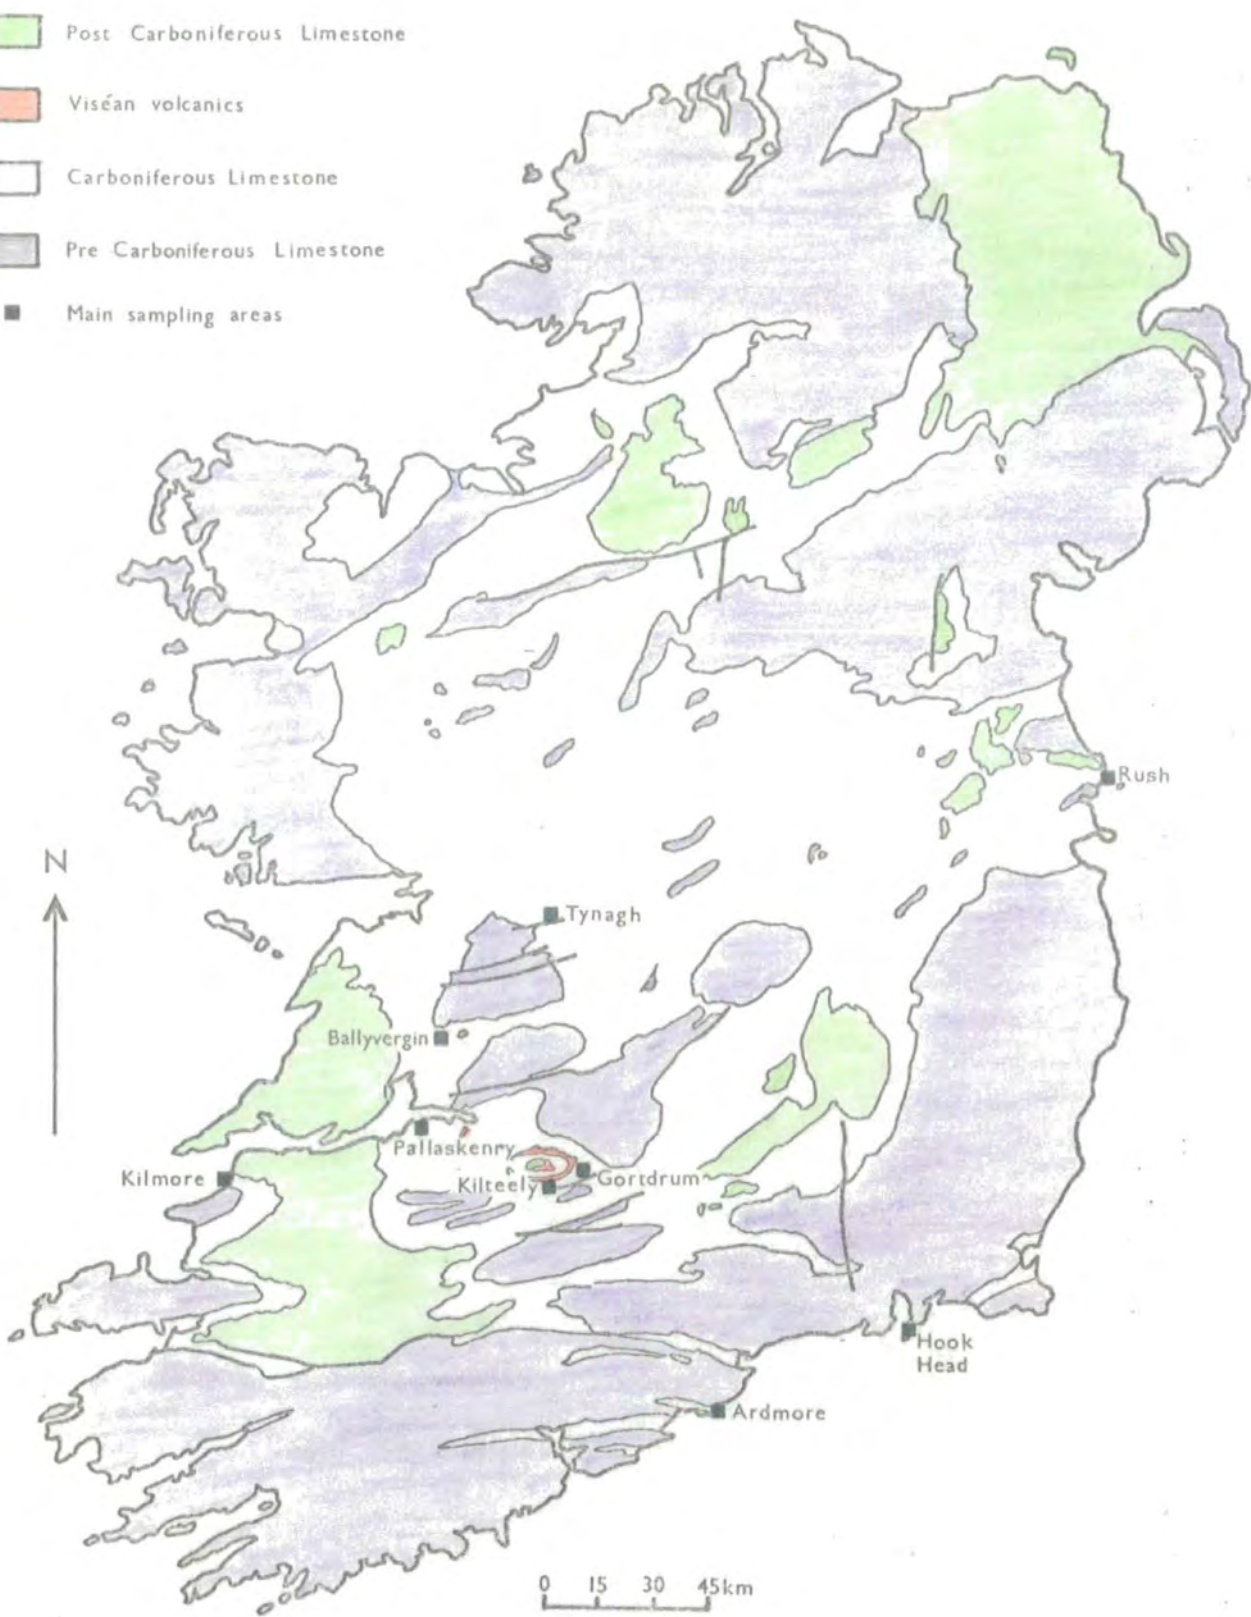 Post Carboniferous Limestone
Viséan volcanics
Carboniferous Limestone
Pre Carboniferous Limestone
Main sampling areas
Rush
N
Tynagh
Ballyvergin
Pallaskenry
Kilmore
Kilteely
Gortdrum
Hook
Head
Ardmore
0 15 30 45km